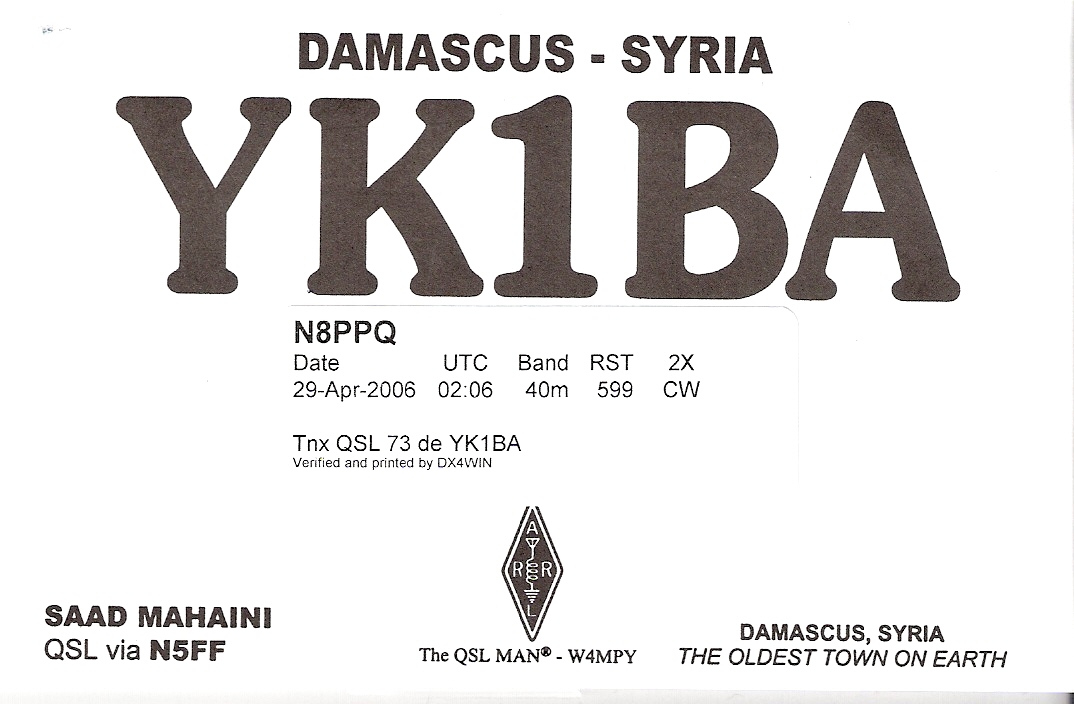 DAMASCUS - SYRIA
YK1BA
N8PPQ
Date UTC Band RST 2X
29-Apr-2006 02:06 40m 599 CW
Tnx QSL 73 de YK1BA
Verified and printed by DX4WIN
A
R R
L
SAAD MAHAINI
QSL via N5FF
The QSL MAN® - W4MPY
DAMASCUS, SYRIA
THE OLDEST TOWN ON EARTH